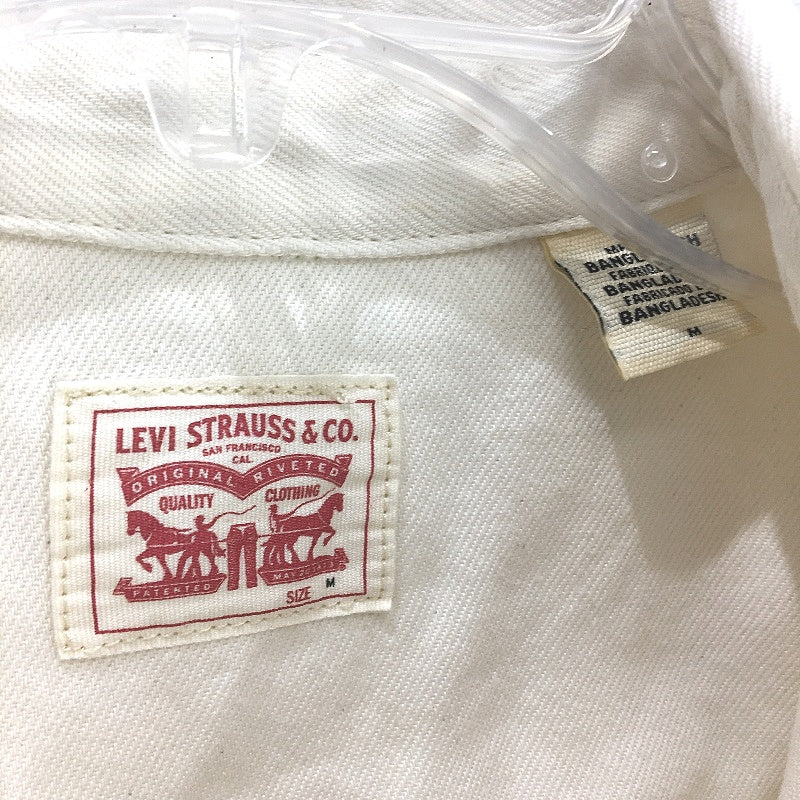 LEVI STRAUSS & CO.
SAN FRANCISCO
CAL
ORIGINAL RIVETED
QUALITY CLOTHING
PATENTED
SIZE M
BANGLADESH
FABRICADO
BANGLADESH
M